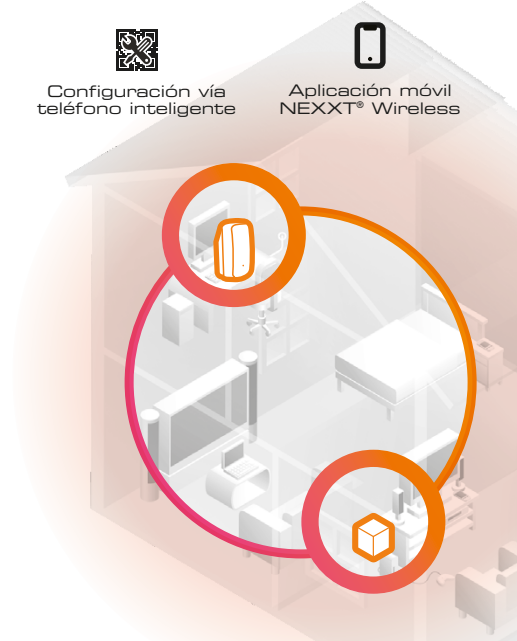 Configuración vía
teléfono inteligente
Aplicación móvil
NEXXT® Wireless